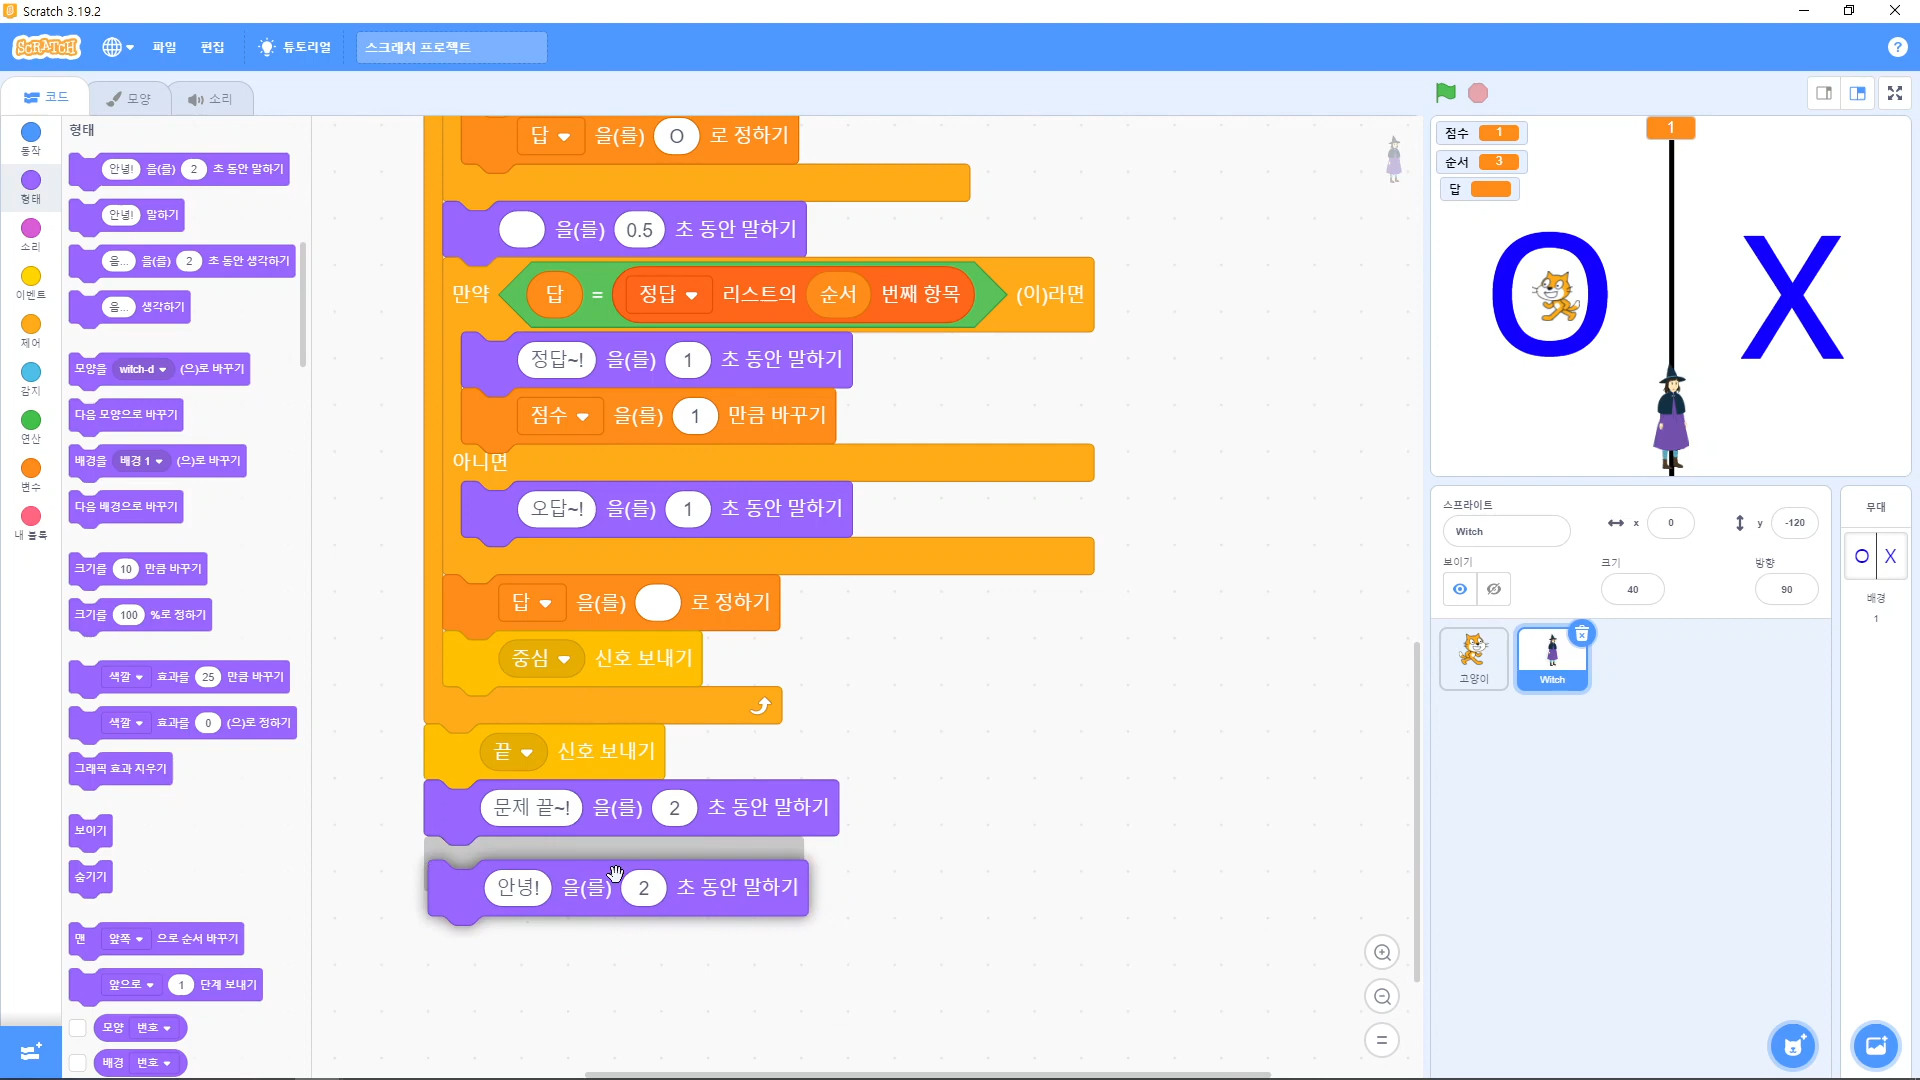 Scratch 3.19.2
SCRATCH 파일 편집 튜토리얼 스크래치 프로젝트 ?
코드 모양 소리
동작
형태
소리
이벤트
제어
감지
연산
변수
내 블록
형태
안녕! 을(를) 2 초 동안 말하기
안녕! 말하기
음... 을(를) 2 초 동안 생각하기
음... 생각하기
모양을 witch-d (으)로 바꾸기
다음 모양으로 바꾸기
배경을 배경 1 (으)로 바꾸기
다음 배경으로 바꾸기
크기를 10 만큼 바꾸기
크기를 100 %로 정하기
색깔 효과를 25 만큼 바꾸기
색깔 효과를 0 (으)로 정하기
그래픽 효과 지우기
보이기
숨기기
맨 앞쪽 으로 순서 바꾸기
앞으로 1 단계 보내기
모양 번호
배경 번호
답 을(를) O 로 정하기
을(를) 0.5 초 동안 말하기
만약 답 = 정답 리스트의 순서 번째 항목 (이)라면
정답~! 을(를) 1 초 동안 말하기
점수 을(를) 1 만큼 바꾸기
아니면
오답~! 을(를) 1 초 동안 말하기
답 을(를) 로 정하기
중심 신호 보내기
끝 신호 보내기
문제 끝~! 을(를) 2 초 동안 말하기
안녕! 을(를) 2 초 동안 말하기
점수 1
순서 3
답
1
O X
스프라이트
Witch
x 0
y -120
보이기
크기
40
방향
90
고양이
Witch
무대
O X
배경
1